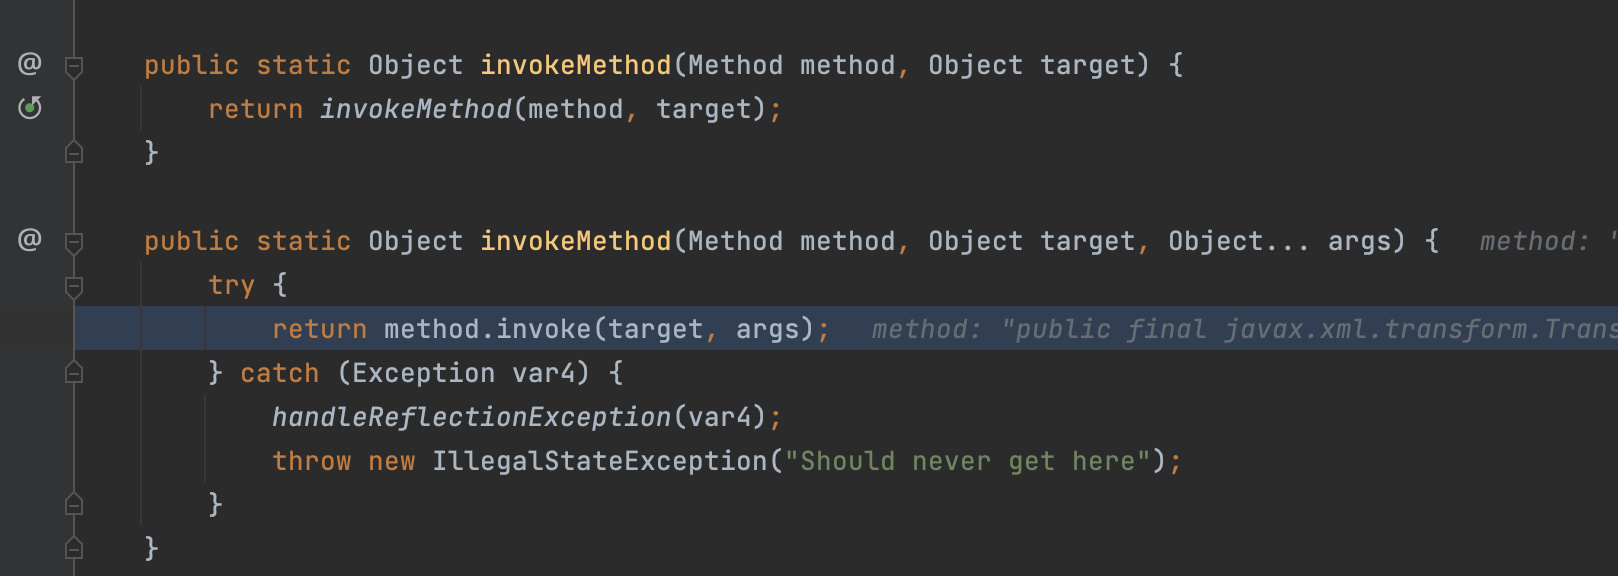 public static Object invokeMethod(Method method, Object target) {
return invokeMethod(method, target);
}
public static Object invokeMethod(Method method, Object target, Object... args) { method: "
try {
return method.invoke(target, args); method: "public final javax.xml.transform.Trans
} catch (Exception var4) {
handleReflectionException(var4);
throw new IllegalStateException("Should never get here");
}
}